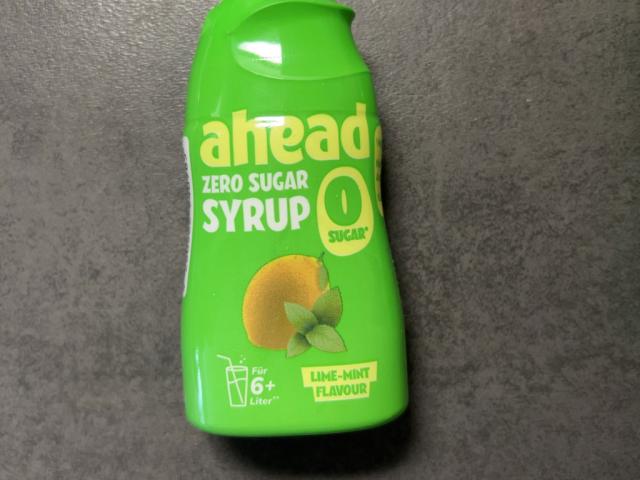 ahead
ZERO SUGAR
SYRUP
0
SUGAR*
Für
6+
Liter**
LIME-MINT
FLAVOUR